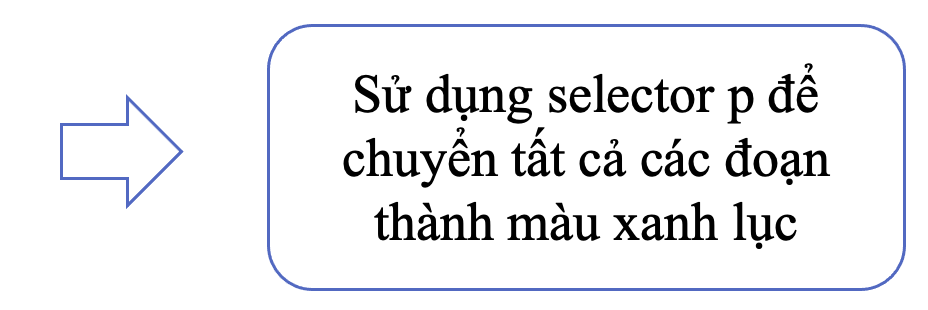 Sử dụng selector p để
chuyển tất cả các đoạn
thành màu xanh lục